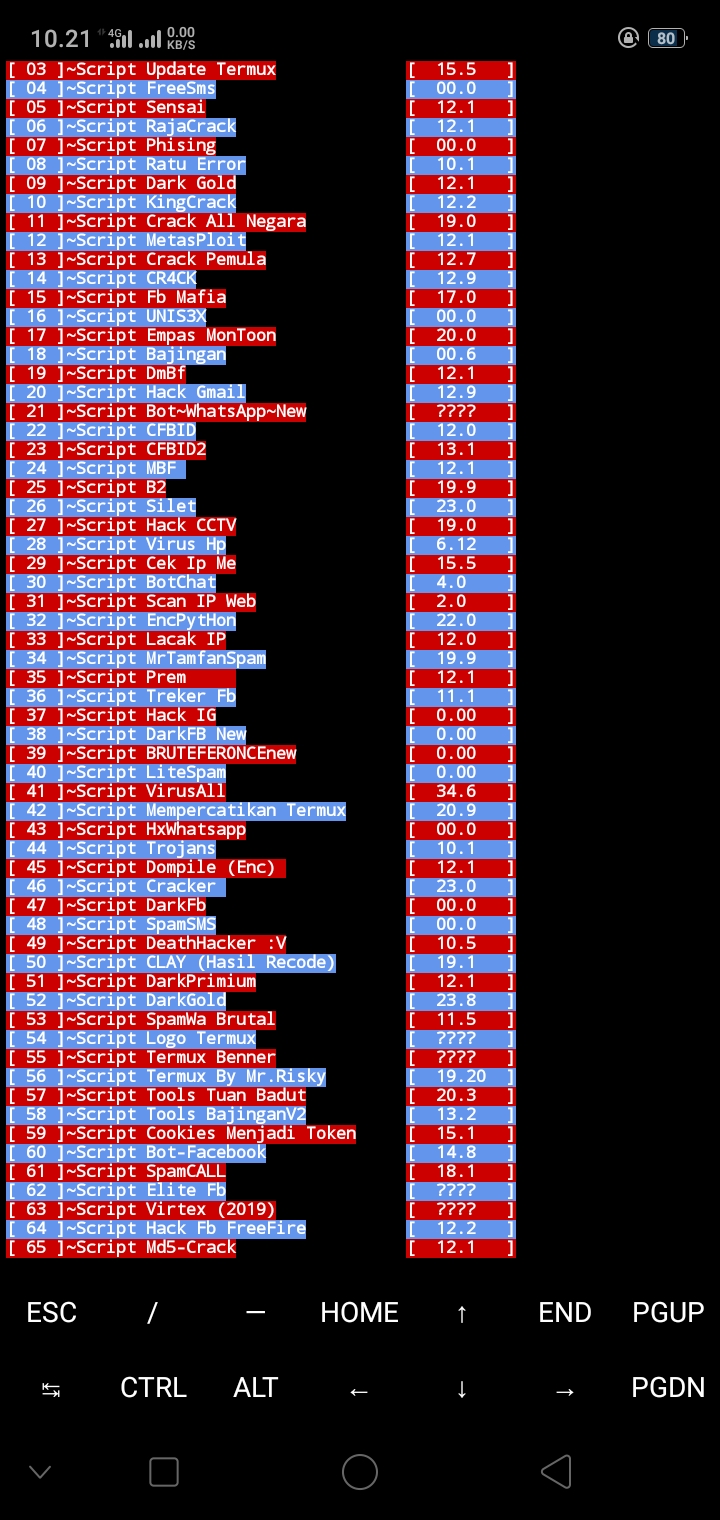 10.21 4G 0.00 KB/S 80
[ 03 ]~Script Update Termux [ 15.5 ]
[ 04 ]~Script FreeSms [ 00.0 ]
[ 05 ]~Script Sensai [ 12.1 ]
[ 06 ]~Script RajaCrack [ 12.1 ]
[ 07 ]~Script Phising [ 00.0 ]
[ 08 ]~Script Ratu Error [ 10.1 ]
[ 09 ]~Script Dark Gold [ 12.1 ]
[ 10 ]~Script KingCrack [ 12.2 ]
[ 11 ]~Script Crack All Negara [ 19.0 ]
[ 12 ]~Script MetasPloit [ 12.1 ]
[ 13 ]~Script Crack Pemula [ 12.7 ]
[ 14 ]~Script CR4CK [ 12.9 ]
[ 15 ]~Script Fb Mafia [ 17.0 ]
[ 16 ]~Script UNIS3X [ 00.0 ]
[ 17 ]~Script Empas MonToon [ 20.0 ]
[ 18 ]~Script Bajingan [ 00.6 ]
[ 19 ]~Script DmBf [ 12.1 ]
[ 20 ]~Script Hack Gmail [ 12.9 ]
[ 21 ]~Script Bot~WhatsApp~New [ ???? ]
[ 22 ]~Script CFBID [ 12.0 ]
[ 23 ]~Script CFBID2 [ 13.1 ]
[ 24 ]~Script MBF [ 12.1 ]
[ 25 ]~Script B2 [ 19.9 ]
[ 26 ]~Script Silet [ 23.0 ]
[ 27 ]~Script Hack CCTV [ 19.0 ]
[ 28 ]~Script Virus Hp [ 6.12 ]
[ 29 ]~Script Cek Ip Me [ 15.5 ]
[ 30 ]~Script BotChat [ 4.0 ]
[ 31 ]~Script Scan IP Web [ 2.0 ]
[ 32 ]~Script EncPytHon [ 22.0 ]
[ 33 ]~Script Lacak IP [ 12.0 ]
[ 34 ]~Script MrTamfanSpam [ 19.9 ]
[ 35 ]~Script Prem [ 12.1 ]
[ 36 ]~Script Treker Fb [ 11.1 ]
[ 37 ]~Script Hack IG [ 0.00 ]
[ 38 ]~Script DarkFB New [ 0.00 ]
[ 39 ]~Script BRUTEFERONCEnew [ 0.00 ]
[ 40 ]~Script LiteSpam [ 0.00 ]
[ 41 ]~Script VirusAll [ 34.6 ]
[ 42 ]~Script Mempercatikan Termux [ 20.9 ]
[ 43 ]~Script HxWhatsapp [ 00.0 ]
[ 44 ]~Script Trojans [ 10.1 ]
[ 45 ]~Script Dompile (Enc) [ 12.1 ]
[ 46 ]~Script Cracker [ 23.0 ]
[ 47 ]~Script DarkFb [ 00.0 ]
[ 48 ]~Script SpamSMS [ 00.0 ]
[ 49 ]~Script DeathHacker :V [ 10.5 ]
[ 50 ]~Script CLAY (Hasil Recode) [ 19.1 ]
[ 51 ]~Script DarkPrimium [ 12.1 ]
[ 52 ]~Script DarkGold [ 23.8 ]
[ 53 ]~Script SpamWa Brutal [ 11.5 ]
[ 54 ]~Script Logo Termux [ ???? ]
[ 55 ]~Script Termux Benner [ ???? ]
[ 56 ]~Script Termux By Mr.Risky [ 19.20 ]
[ 57 ]~Script Tools Tuan Badut [ 20.3 ]
[ 58 ]~Script Tools BajinganV2 [ 13.2 ]
[ 59 ]~Script Cookies Menjadi Token [ 15.1 ]
[ 60 ]~Script Bot-Facebook [ 14.8 ]
[ 61 ]~Script SpamCALL [ 18.1 ]
[ 62 ]~Script Elite Fb [ ???? ]
[ 63 ]~Script Virtex (2019) [ ???? ]
[ 64 ]~Script Hack Fb FreeFire [ 12.2 ]
[ 65 ]~Script Md5-Crack [ 12.1 ]
ESC / — HOME ↑ END PGUP
⇆ CTRL ALT ← ↓ → PGDN